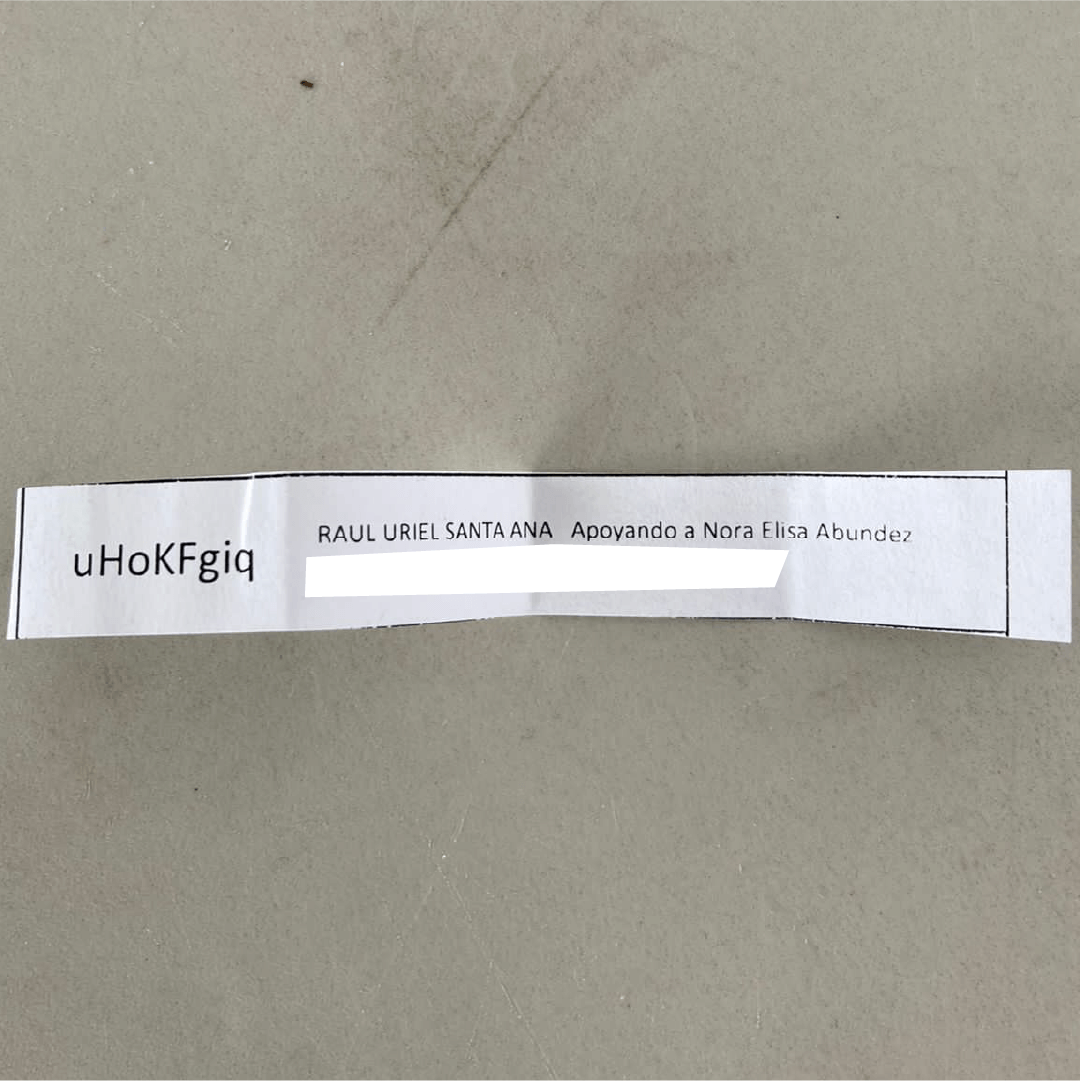 uHoKFgiq
RAUL URIEL SANTA ANA Apoyando a Nora Elisa Abundez